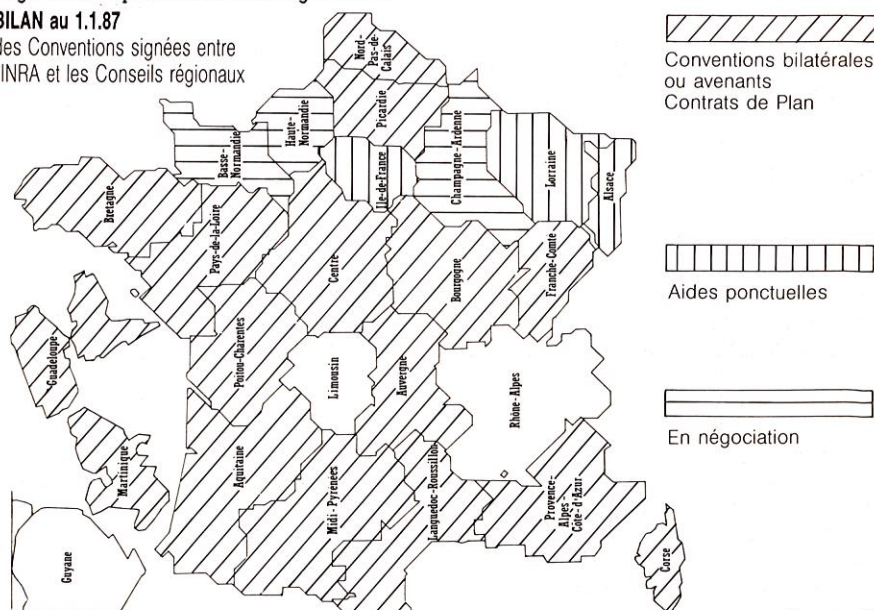 BILAN au 1.1.87
des Conventions signées entre
l'INRA et les Conseils régionaux
Conventions bilatérales
ou avenants
Contrats de Plan
Aides ponctuelles
En négociation
Nord-
Pas-de-
Calais
Picardie
Haute-
Normandie
Basse-
Normandie
Ile-de-France
Champagne-Ardenne
Lorraine
Alsace
Bretagne
Pays-de-la-Loire
Centre
Bourgogne
Franche-Comte
Guadeloupe
Poitou-Charentes
Limousin
Auvergne
Rhône-Alpes
Martinique
Aquitaine
Midi-Pyrénées
Languedoc-Roussillon
Provence-
Alpes-
Côte-d'Azur
Corse
Guyane